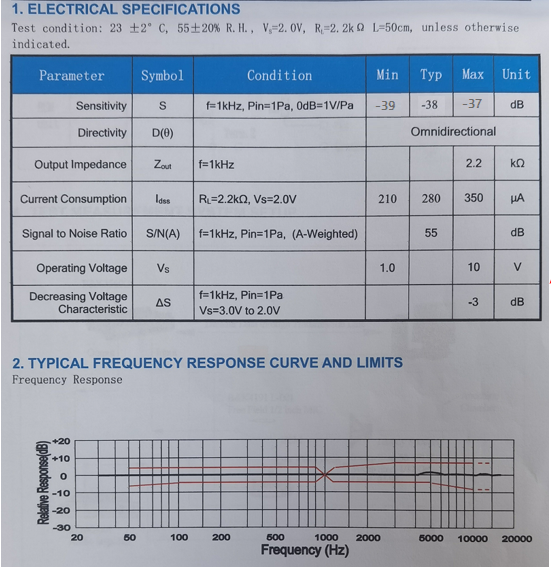 1. ELECTRICAL SPECIFICATIONS
Test condition: 23 ±2° C, 55±20% R.H., Vs=2.0V, RL=2.2kΩ L=50cm, unless otherwise
indicated.
Parameter Symbol Condition Min Typ Max Unit
Sensitivity S f=1kHz, Pin=1Pa, 0dB=1V/Pa -39 -38 -37 dB
Directivity D(θ) Omnidirectional
Output Impedance Zout f=1kHz 2.2 kΩ
Current Consumption Idss RL=2.2kΩ, Vs=2.0V 210 280 350 μA
Signal to Noise Ratio S/N(A) f=1kHz, Pin=1Pa, (A-Weighted) 55 dB
Operating Voltage Vs 1.0 10 V
Decreasing Voltage
Characteristic ΔS f=1kHz, Pin=1Pa
Vs=3.0V to 2.0V -3 dB
2. TYPICAL FREQUENCY RESPONSE CURVE AND LIMITS
Frequency Response
Relative Response(dB)
+20
+10
0
-10
-20
-30
20 50 100 200 500 1000 2000 5000 10000 20000
Frequency (Hz)